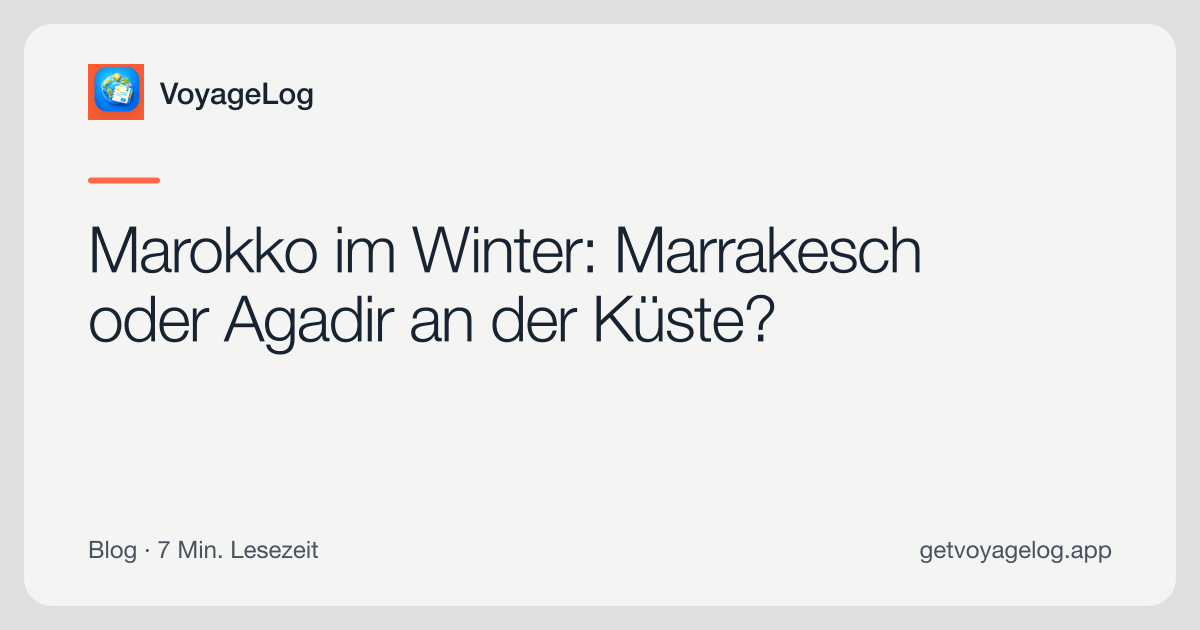 VoyageLog
Marokko im Winter: Marrakesch
oder Agadir an der Küste?
Blog · 7 Min. Lesezeit
getvoyagelog.app